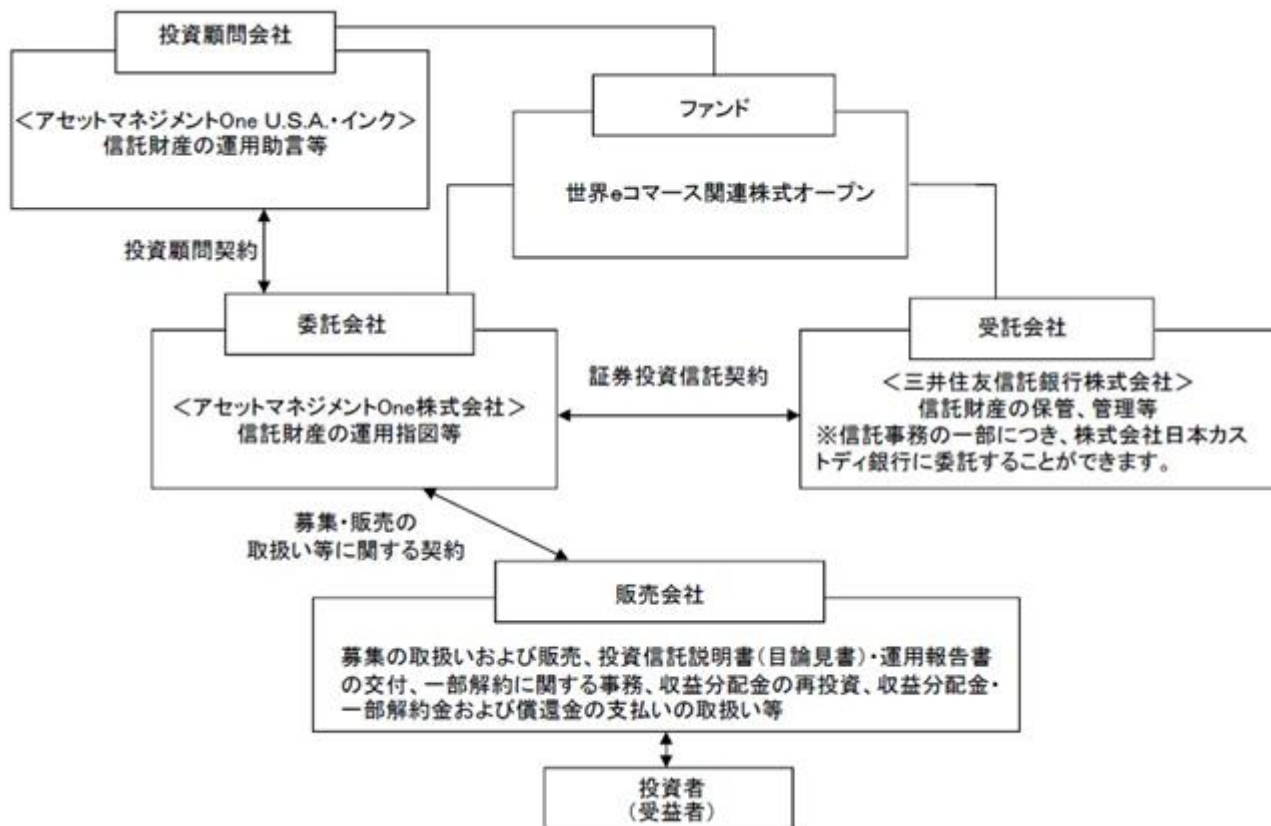 投資顧問会社
＜アセットマネジメントOne U.S.A.・インク＞
信託財産の運用助言等
ファンド
世界eコマース関連株式オープン
投資顧問契約
委託会社
＜アセットマネジメントOne株式会社＞
信託財産の運用指図等
証券投資信託契約
受託会社
＜三井住友信託銀行株式会社＞
信託財産の保管、管理等
※信託事務の一部につき、株式会社日本カス
トディ銀行に委託することができます。
募集・販売の
取扱い等に関する契約
販売会社
募集の取扱いおよび販売、投資信託説明書(目論見書)・運用報告書
の交付、一部解約に関する事務、収益分配金の再投資、収益分配金・
一部解約金および償還金の支払いの取扱い等
投資者
(受益者)